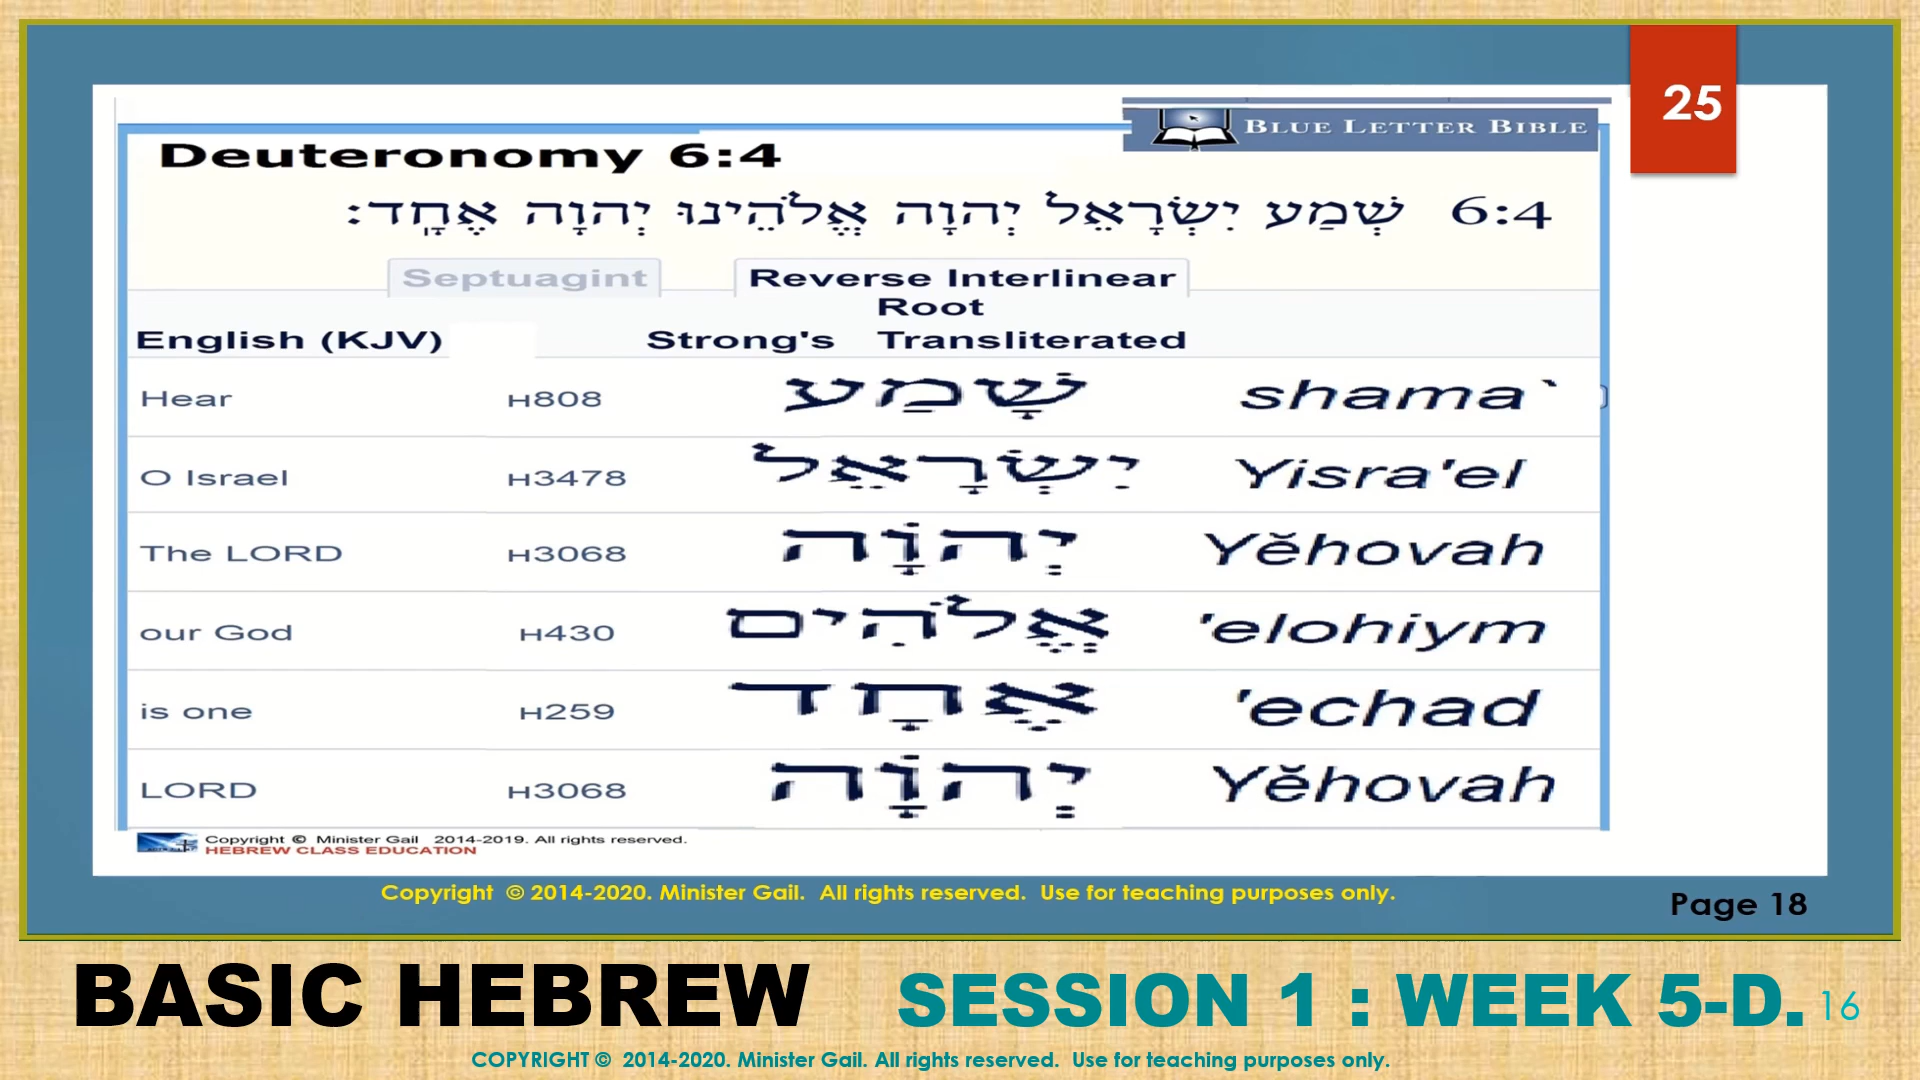 25
BLUE LETTER BIBLE
Deuteronomy 6:4
6:4 שְׁמַע יִשְׂרָאֵל יְהוָה אֱלֹהֵינוּ יְהוָה אֶחָֽד׃
Septuagint Reverse Interlinear
Root
English (KJV) Strong's Transliterated
Hear H808 שָׁמַע shama`
O Israel H3478 יִשְׂרָאֵל Yisra'el
The LORD H3068 יְהוָֹה Yĕhovah
our God H430 אֱלֹהִים 'elohiym
is one H259 אֶחָד 'echad
LORD H3068 יְהוָֹה Yĕhovah
Copyright © Minister Gail 2014-2019. All rights reserved.
HEBREW CLASS EDUCATION
Copyright © 2014-2020. Minister Gail. All rights reserved. Use for teaching purposes only.
Page 18
BASIC HEBREW SESSION 1 : WEEK 5-D. 16
COPYRIGHT © 2014-2020. Minister Gail. All rights reserved. Use for teaching purposes only.